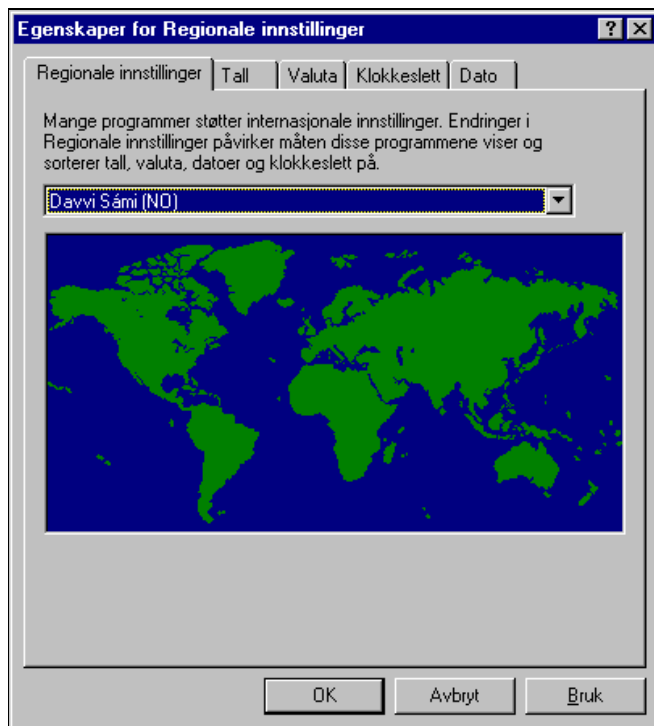 Egenskaper for Regionale innstillinger
Regionale innstillinger Tall Valuta Klokkeslett Dato
Mange programmer støtter internasjonale innstillinger. Endringer i
Regionale innstillinger påvirker måten disse programmene viser og
sorterer tall, valuta, datoer og klokkeslett på.
Davvi Sámi (NO)
OK Avbryt Bruk